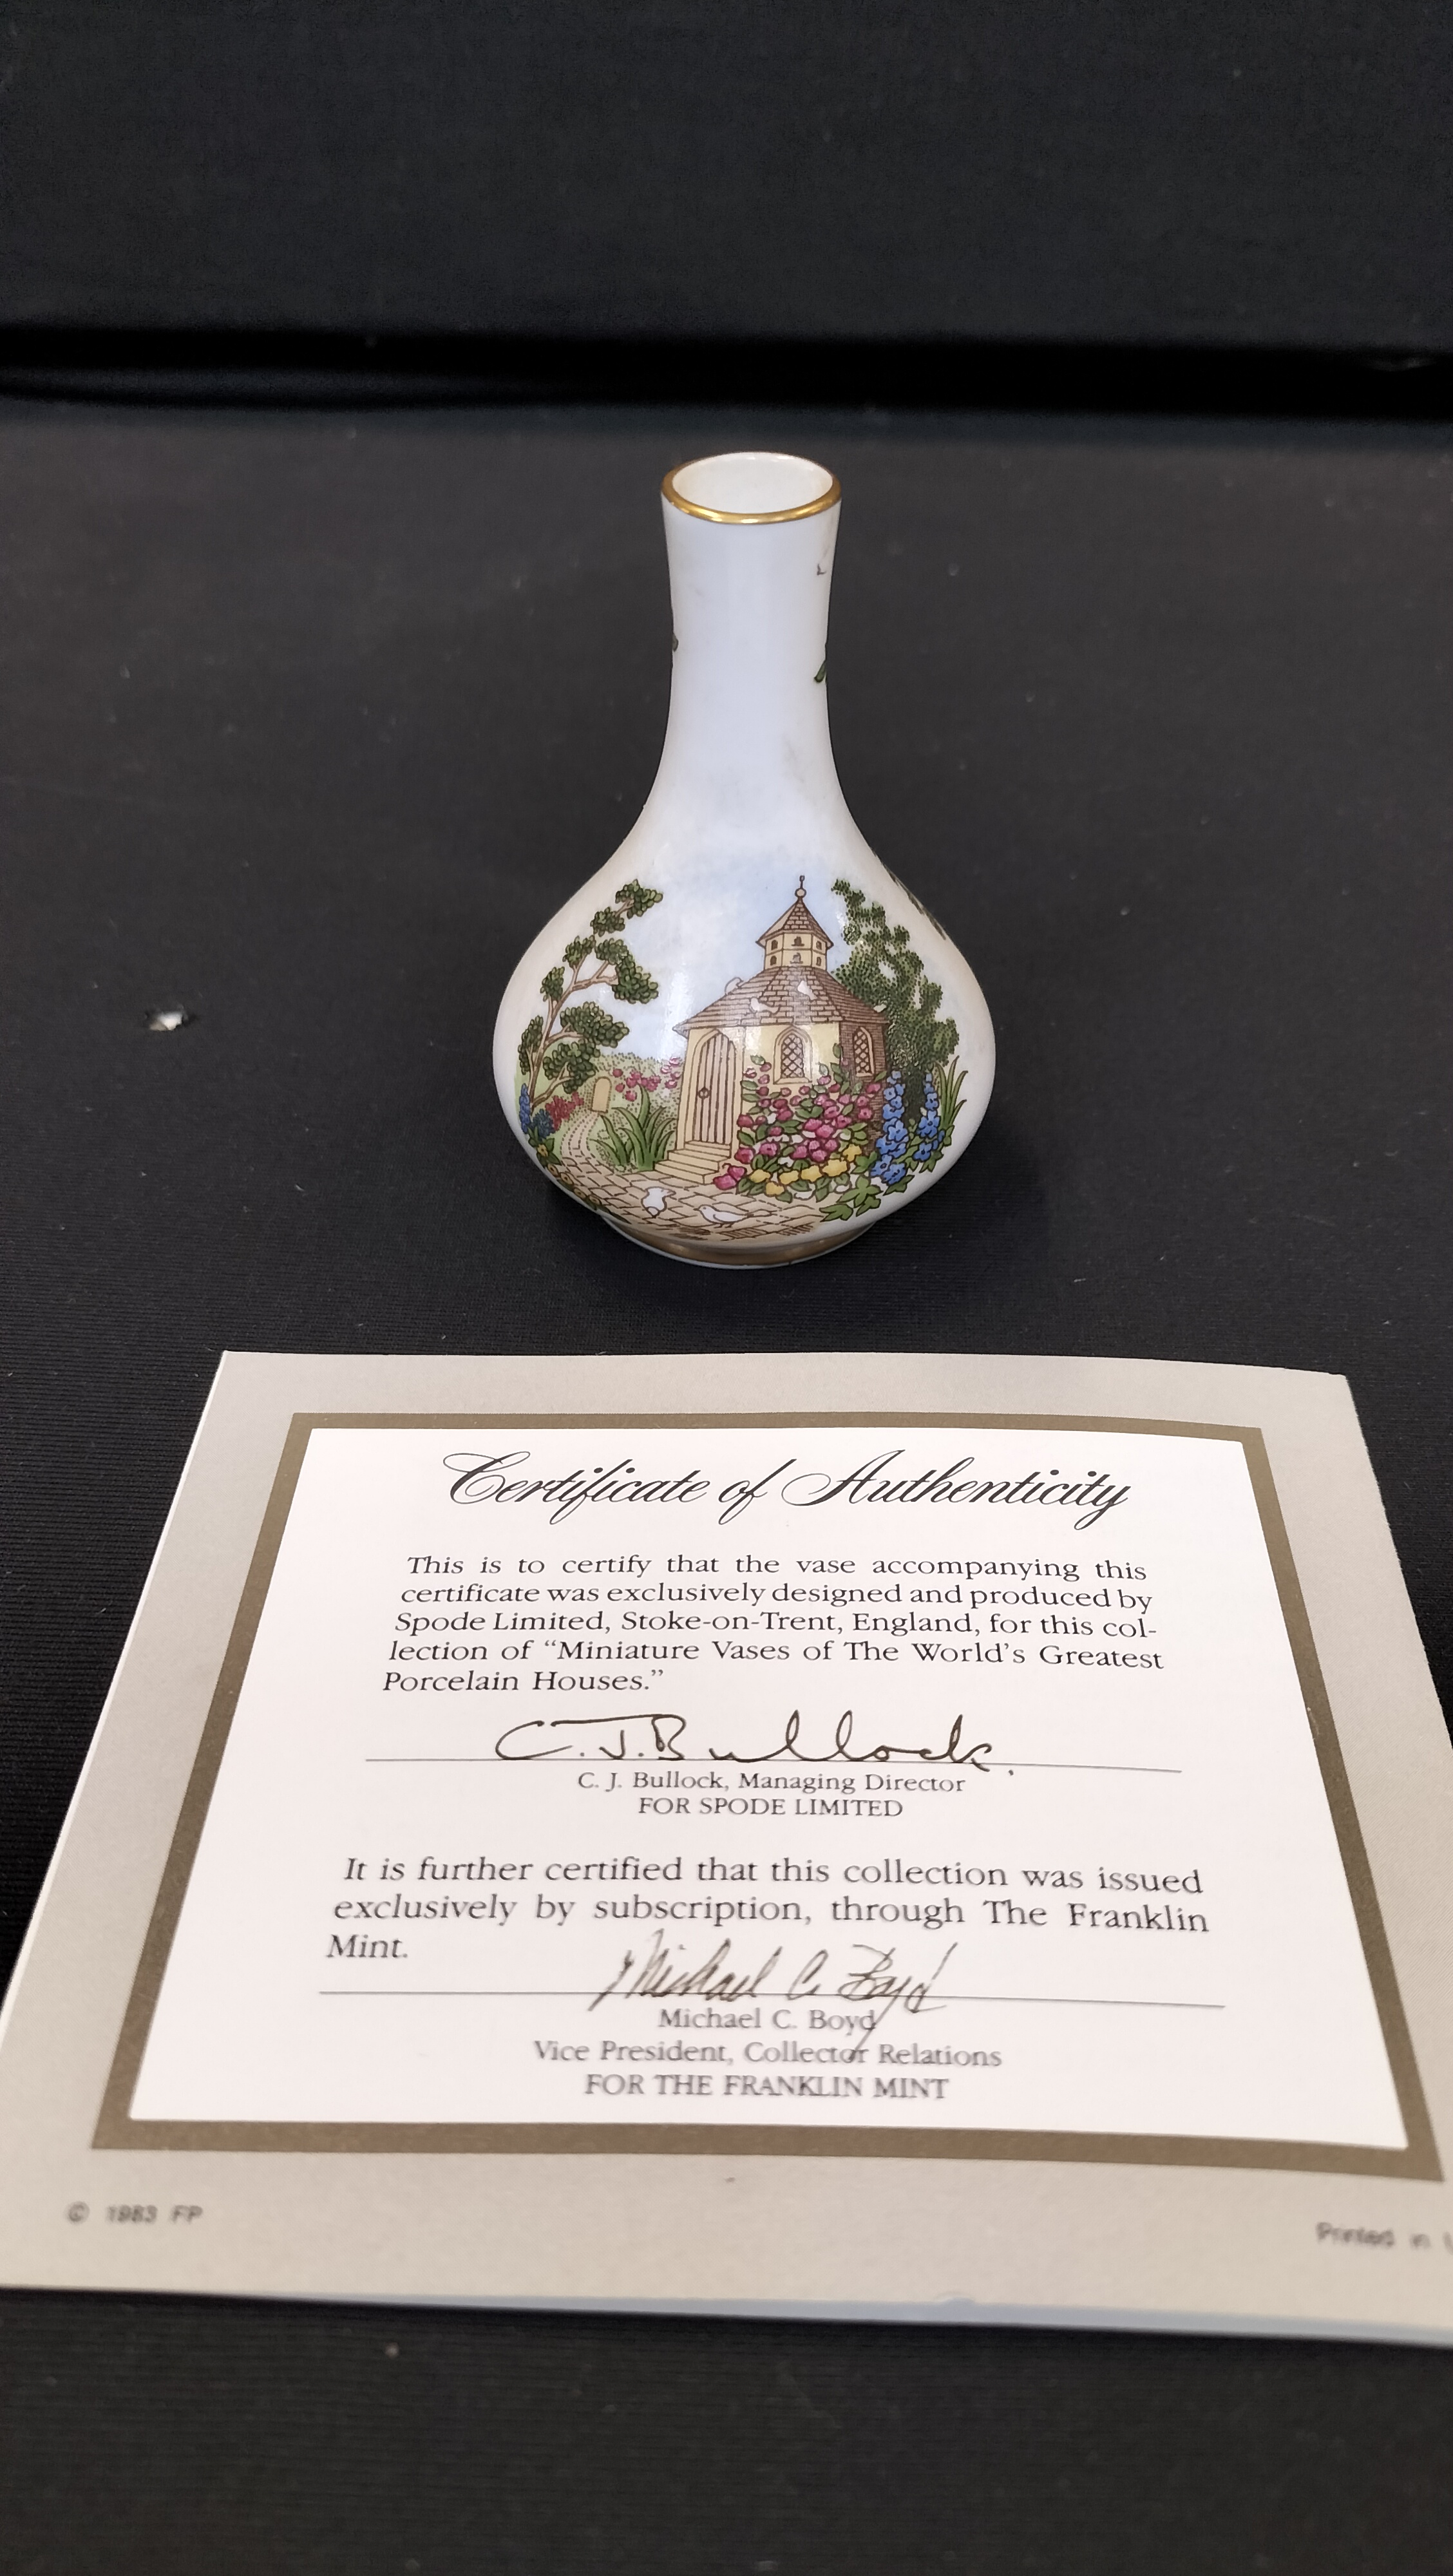 Certificate of Authenticity
This is to certify that the vase accompanying this
certificate was exclusively designed and produced by
Spode Limited, Stoke-on-Trent, England, for this col-
lection of “Miniature Vases of The World’s Greatest
Porcelain Houses.”
C.J.Bullock.
C. J. Bullock, Managing Director
FOR SPODE LIMITED
It is further certified that this collection was issued
exclusively by subscription, through The Franklin
Mint.
Michael C. Boyd
Michael C. Boyd
Vice President, Collector Relations
FOR THE FRANKLIN MINT
© 1983 FP
Printed in